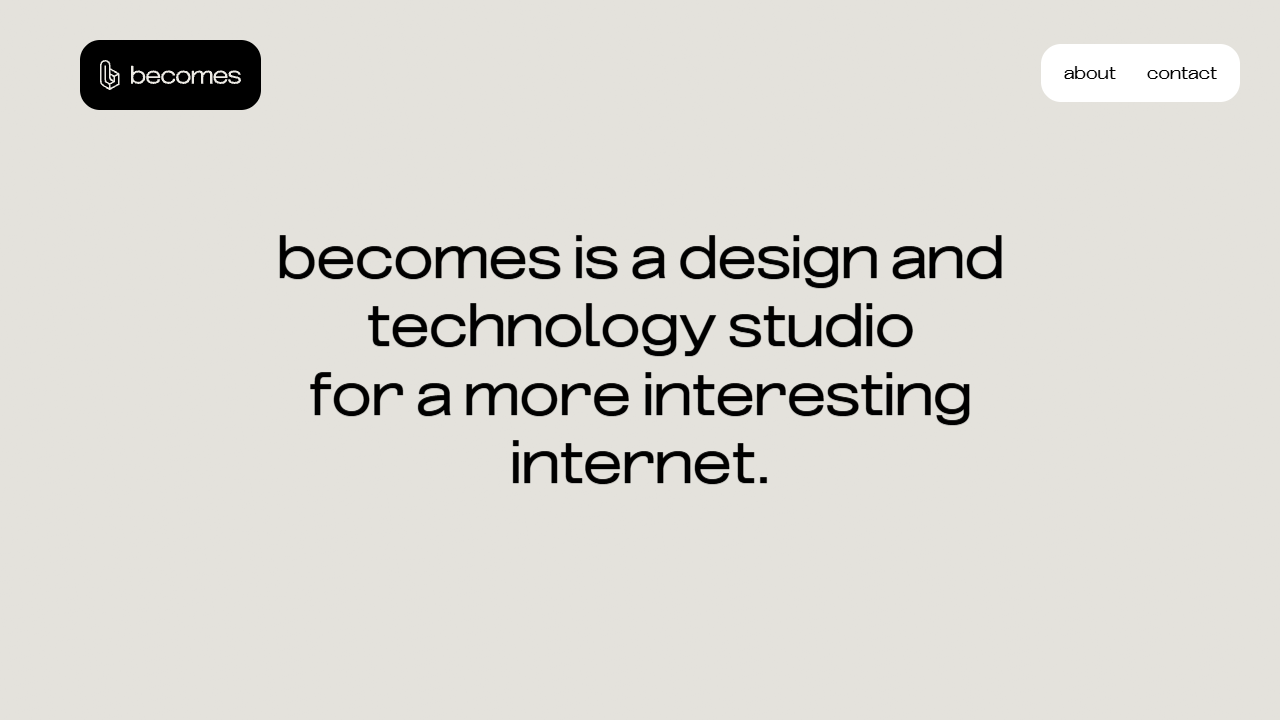 becomes
about contact
becomes is a design and
technology studio
for a more interesting
internet.